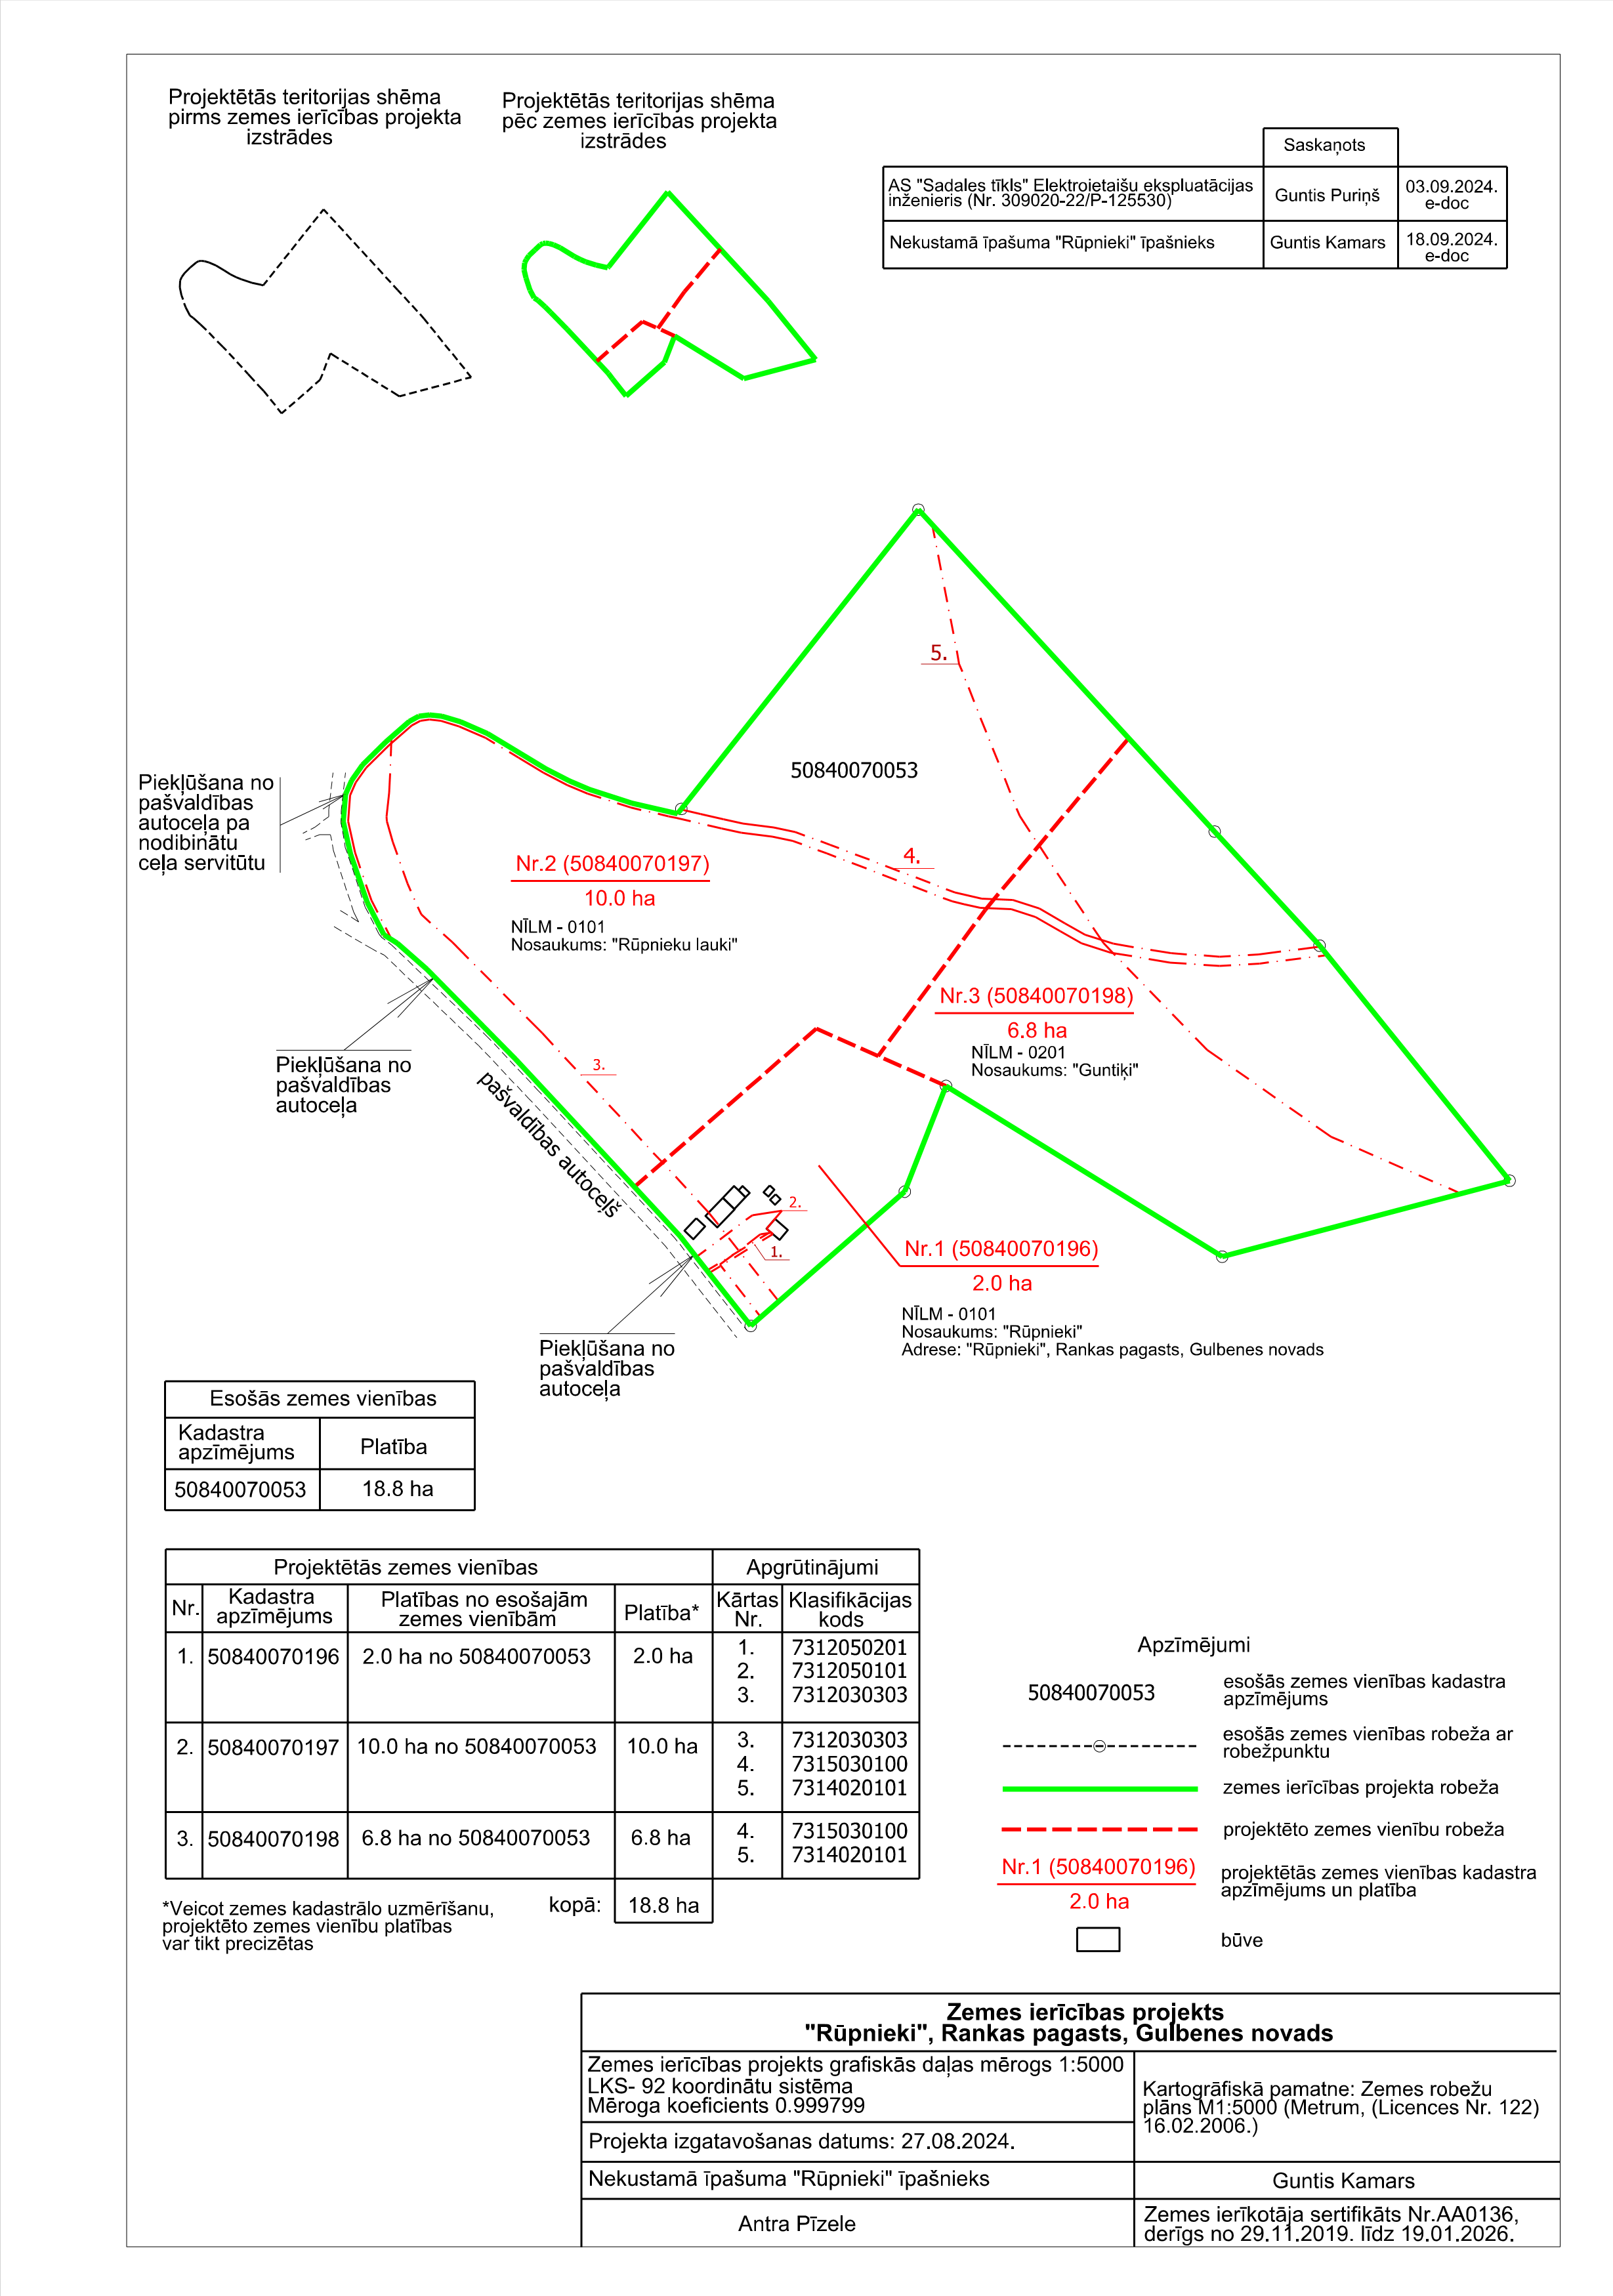 Projektētās teritorijas shēma
pirms zemes ierīcības projekta
izstrādes
Projektētās teritorijas shēma
pēc zemes ierīcības projekta
izstrādes
Saskaņots
AS "Sadales tīkls" Elektroietaišu ekspluatācijas
inženieris (Nr. 309020-22/P-125530)
Guntis Puriņš
03.09.2024.
e-doc
Nekustamā īpašuma "Rūpnieki" īpašnieks
Guntis Kamars
18.09.2024.
e-doc
5.
50840070053
Piekļūšana no
pašvaldības
autoceļa pa
nodibinātu
ceļa servitūtu
4.
Nr.2 (50840070197)
10.0 ha
NĪLM - 0101
Nosaukums: "Rūpnieku lauki"
Nr.3 (50840070198)
6.8 ha
NĪLM - 0201
Nosaukums: "Guntiķi"
Piekļūšana no
pašvaldības
autoceļa
3.
pašvaldības autoceļš
2.
1.
Nr.1 (50840070196)
2.0 ha
NĪLM - 0101
Nosaukums: "Rūpnieki"
Adrese: "Rūpnieki", Rankas pagasts, Gulbenes novads
Piekļūšana no
pašvaldības
autoceļa
Esošās zemes vienības
Kadastra
apzīmējums
Platība
50840070053
18.8 ha
Projektētās zemes vienības
Apgrūtinājumi
Nr.
Kadastra
apzīmējums
Platības no esošajām
zemes vienībām
Platība*
Kārtas
Nr.
Klasifikācijas
kods
1.
50840070196
2.0 ha no 50840070053
2.0 ha
1. 7312050201
2. 7312050101
3. 7312030303
2.
50840070197
10.0 ha no 50840070053
10.0 ha
3. 7312030303
4. 7315030100
5. 7314020101
3.
50840070198
6.8 ha no 50840070053
6.8 ha
4. 7315030100
5. 7314020101
kopā:
18.8 ha
*Veicot zemes kadastrālo uzmērīšanu,
projektēto zemes vienību platības
var tikt precizētas
Apzīmējumi
50840070053
esošās zemes vienības kadastra
apzīmējums
esošās zemes vienības robeža ar
robežpunktu
zemes ierīcības projekta robeža
projektēto zemes vienību robeža
Nr.1 (50840070196)
2.0 ha
projektētās zemes vienības kadastra
apzīmējums un platība
būve
Zemes ierīcības projekts
"Rūpnieki", Rankas pagasts, Gulbenes novads
Zemes ierīcības projekts grafiskās daļas mērogs 1:5000
LKS- 92 koordinātu sistēma
Mēroga koeficients 0.999799
Kartogrāfiskā pamatne: Zemes robežu
plāns M1:5000 (Metrum, (Licences Nr. 122)
16.02.2006.)
Projekta izgatavošanas datums: 27.08.2024.
Nekustamā īpašuma "Rūpnieki" īpašnieks
Guntis Kamars
Antra Pīzele
Zemes ierīkotāja sertifikāts Nr.AA0136,
derīgs no 29.11.2019. līdz 19.01.2026.